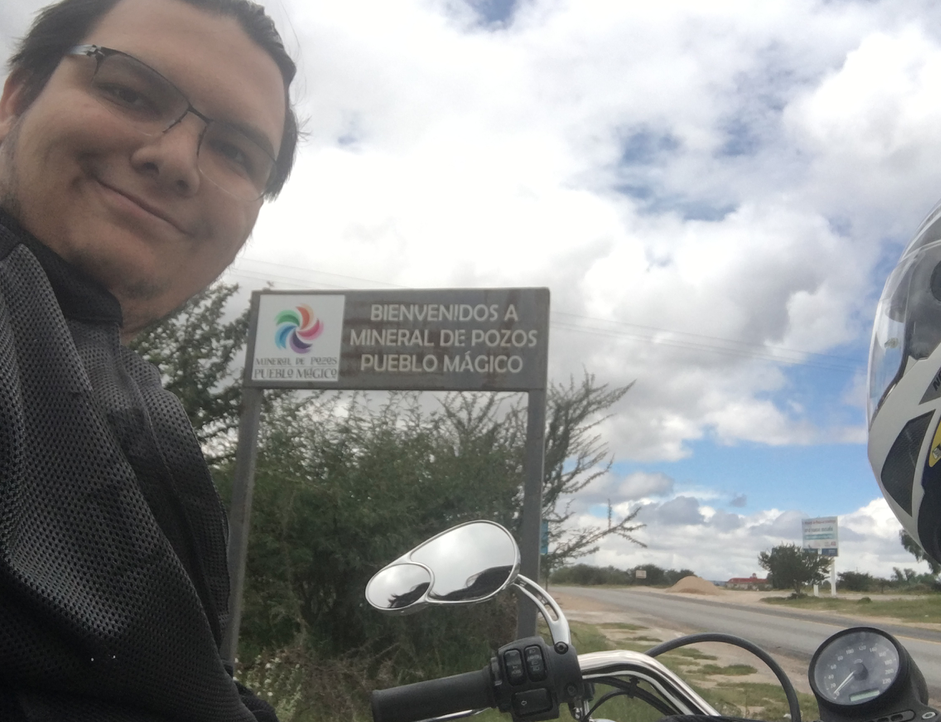 BIENVENIDOS A
MINERAL DE POZOS
PUEBLO MÁGICO
MINERAL DE POZOS
PUEBLO MÁGICO